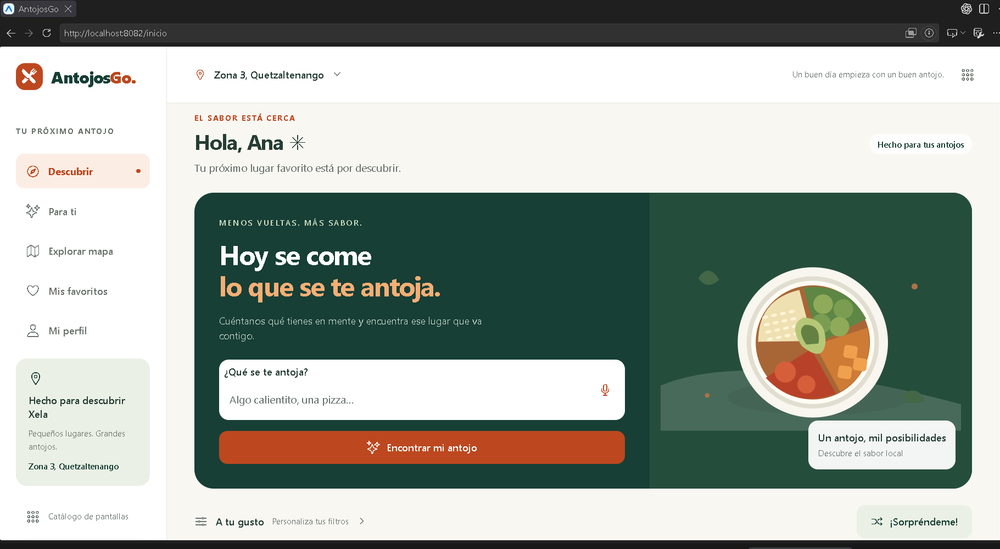 AntojosGo
http://localhost:8082/inicio
AntojosGo.
TU PRÓXIMO ANTOJO
Descubrir
Para ti
Explorar mapa
Mis favoritos
Mi perfil
Hecho para descubrir
Xela
Pequeños lugares. Grandes
antojos.
Zona 3, Quetzaltenango
Catálogo de pantallas
Zona 3, Quetzaltenango
Un buen día empieza con un buen antojo.
EL SABOR ESTÁ CERCA
Hola, Ana
Tu próximo lugar favorito está por descubrir.
Hecho para tus antojos
MENOS VUELTAS. MÁS SABOR.
Hoy se come
lo que se te antoja.
Cuéntanos qué tienes en mente y encuentra ese lugar que va
contigo.
¿Qué se te antoja?
Algo calientito, una pizza...
Encontrar mi antojo
Un antojo, mil posibilidades
Descubre el sabor local
A tu gusto Personaliza tus filtros
¡Sorpréndeme!